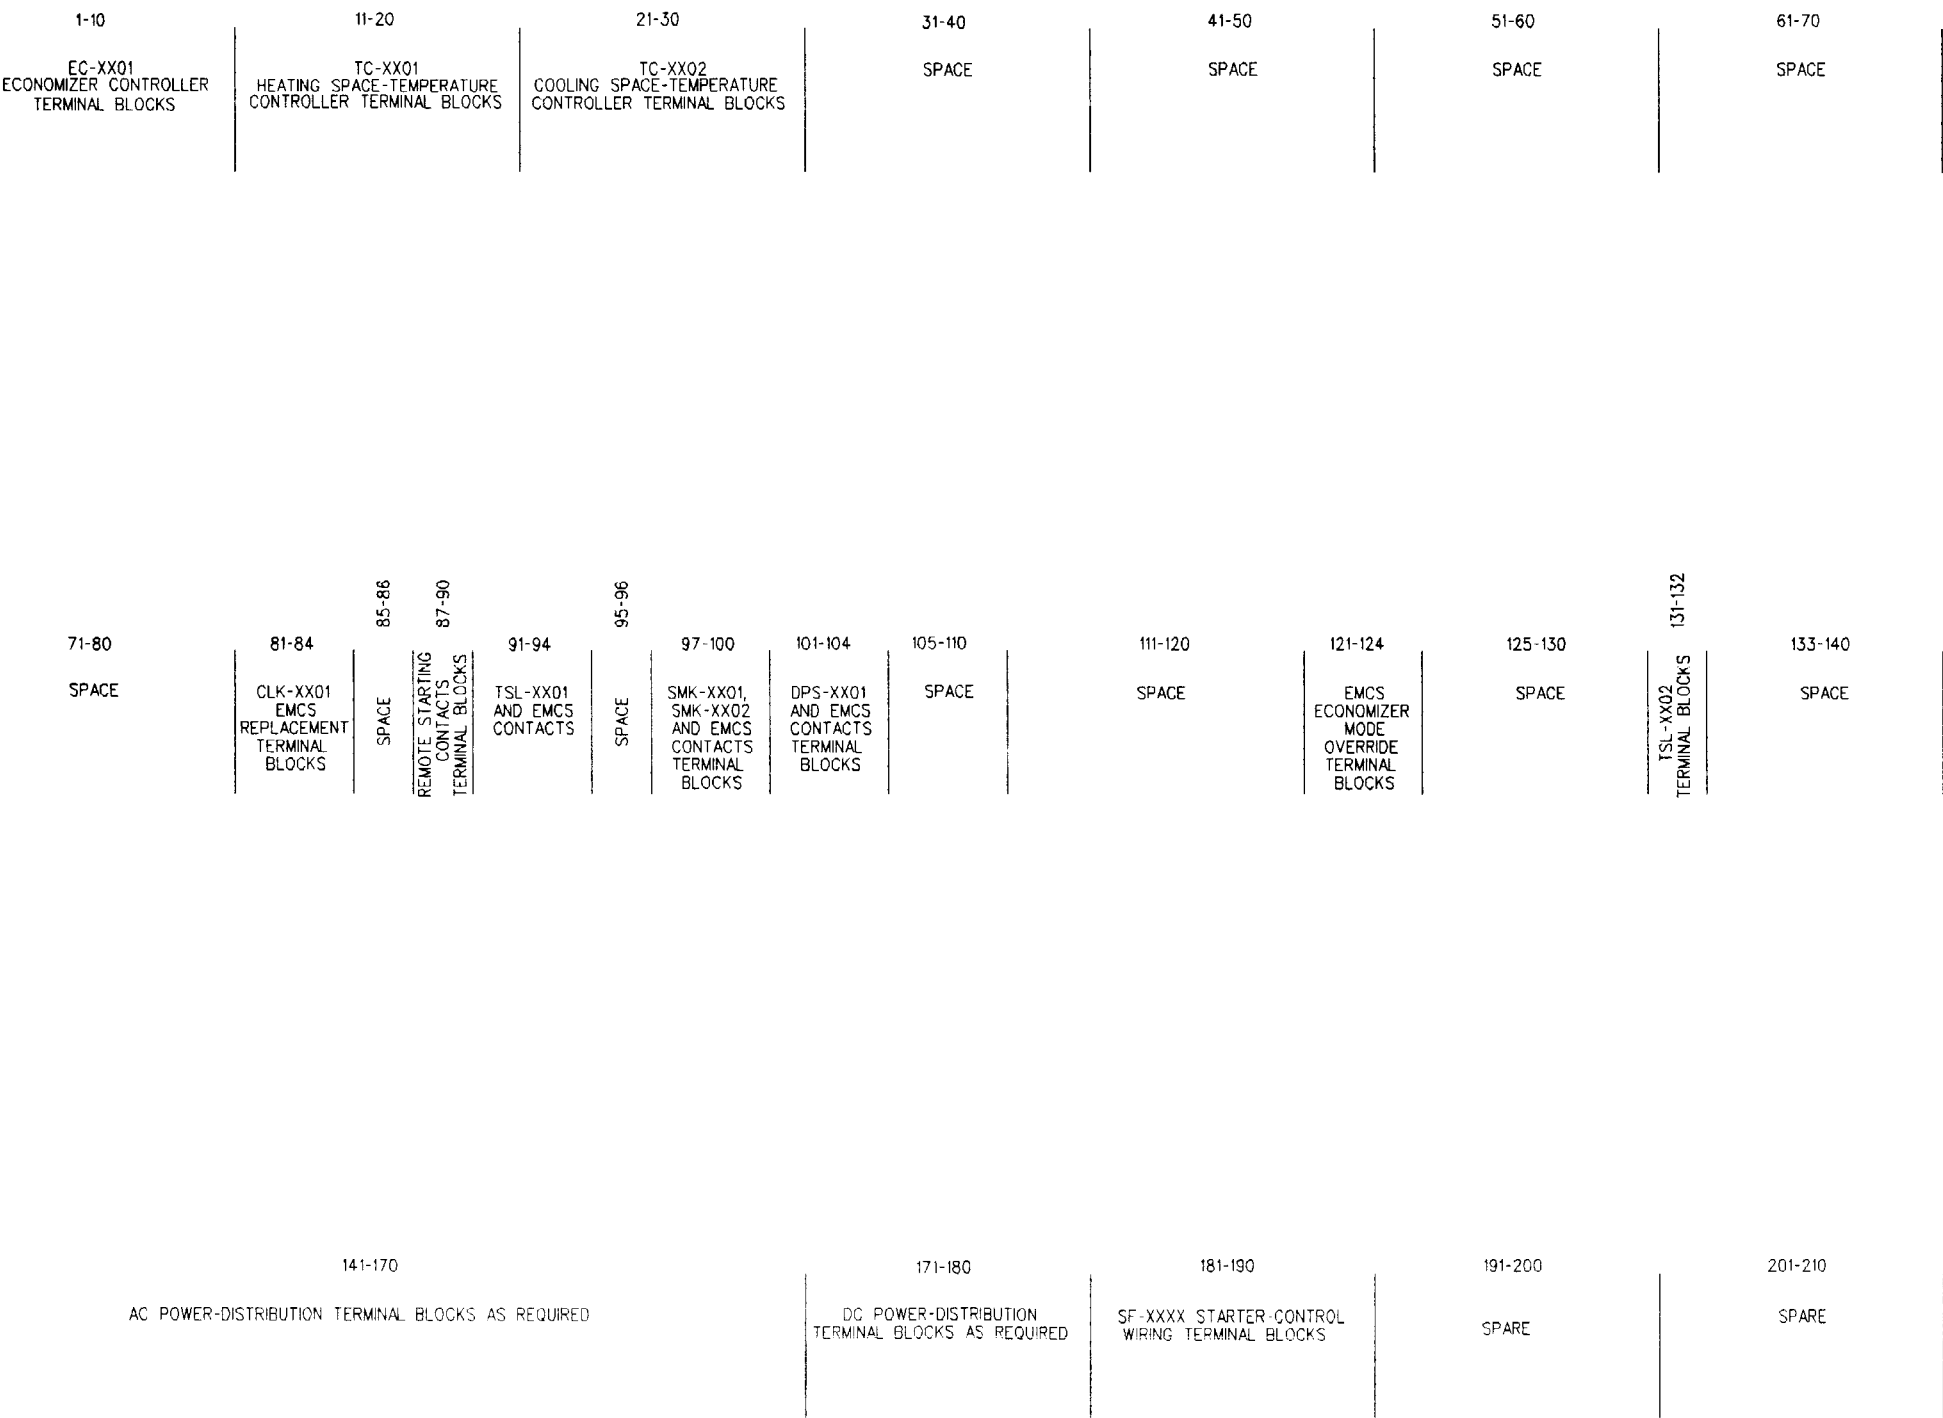 1-10
EC-XX01
ECONOMIZER CONTROLLER
TERMINAL BLOCKS
11-20
TC-XX01
HEATING SPACE-TEMPERATURE
CONTROLLER TERMINAL BLOCKS
21-30
TC-XX02
COOLING SPACE-TEMPERATURE
CONTROLLER TERMINAL BLOCKS
31-40
SPACE
41-50
SPACE
51-60
SPACE
61-70
SPACE
71-80
SPACE
81-84
CLK-XX01
EMCS
REPLACEMENT
TERMINAL
BLOCKS
85-86
SPACE
87-90
REMOTE STARTING
CONTACTS
TERMINAL BLOCKS
91-94
TSL-XX01
AND EMCS
CONTACTS
95-96
SPACE
97-100
SMK-XX01,
SMK-XX02
AND EMCS
CONTACTS
TERMINAL
BLOCKS
101-104
DPS-XX01
AND EMCS
CONTACTS
TERMINAL
BLOCKS
105-110
SPACE
111-120
SPACE
121-124
EMCS
ECONOMIZER
MODE
OVERRIDE
TERMINAL
BLOCKS
125-130
SPACE
131-132
TSL-XX02
TERMINAL BLOCKS
133-140
SPACE
141-170
AC POWER-DISTRIBUTION TERMINAL BLOCKS AS REQUIRED
171-180
DC POWER-DISTRIBUTION
TERMINAL BLOCKS AS REQUIRED
181-190
SF-XXXX STARTER-CONTROL
WIRING TERMINAL BLOCKS
191-200
SPARE
201-210
SPARE